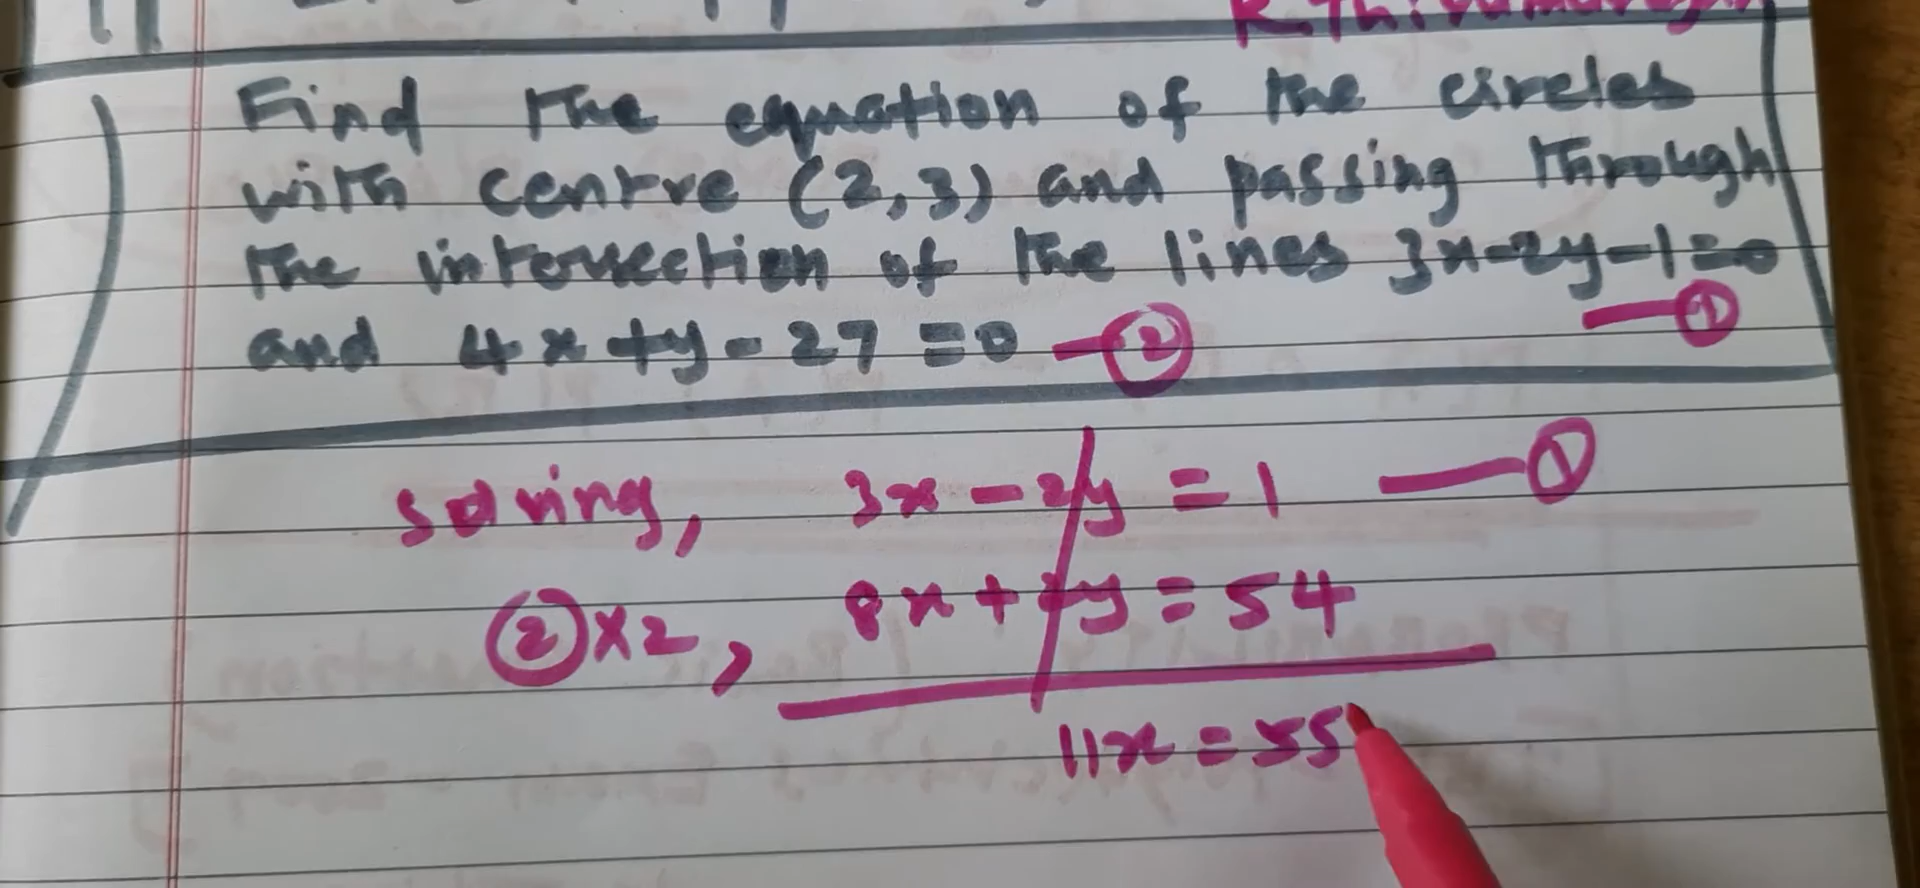 Find the equation of the circles
with centre (2,3) and passing through
the intersection of the lines 3x-2y-1=0
— ①
and 4x+y-27=0 — ②
solving, 3x - 2y = 1 — ①
②×2, 8x + 2y = 54
11x = 55